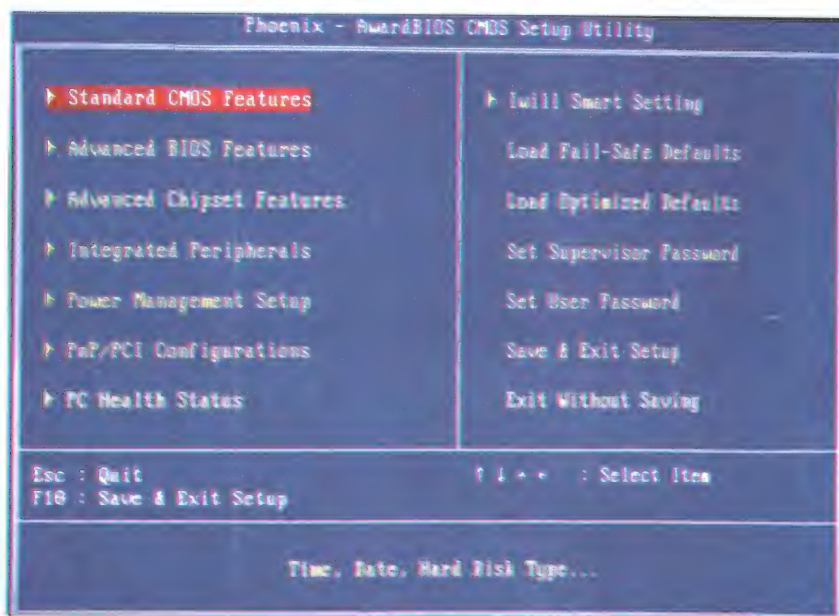 Phoenix - AwardBIOS CMOS Setup Utility
Standard CMOS Features
Advanced BIOS Features
Advanced Chipset Features
Integrated Peripherals
Power Management Setup
PnP/PCI Configurations
PC Health Status
Iwill Smart Setting
Load Fail-Safe Defaults
Load Optimized Defaults
Set Supervisor Password
Set User Password
Save & Exit Setup
Exit Without Saving
Esc : Quit
F10 : Save & Exit Setup
↑ ↓ → ← : Select Item
Time, Date, Hard Disk Type...